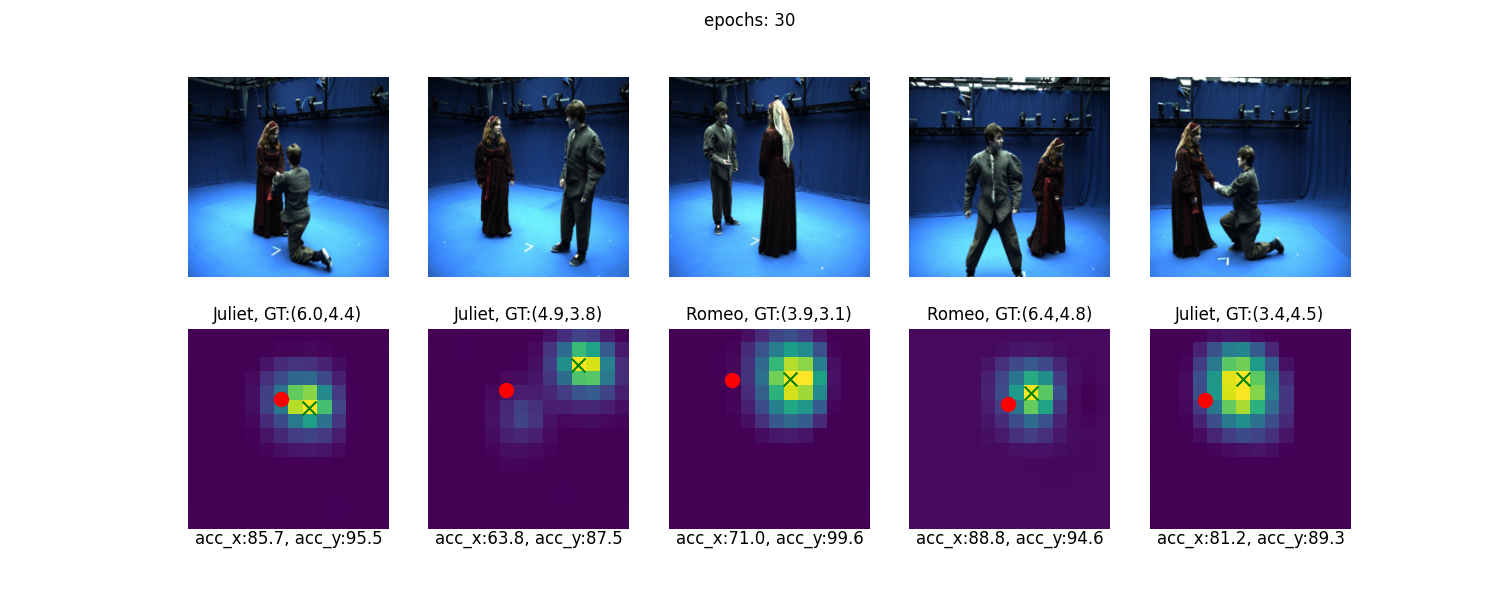 epochs: 30
Juliet, GT:(6.0,4.4)
Juliet, GT:(4.9,3.8)
Romeo, GT:(3.9,3.1)
Romeo, GT:(6.4,4.8)
Juliet, GT:(3.4,4.5)
acc_x:85.7, acc_y:95.5
acc_x:63.8, acc_y:87.5
acc_x:71.0, acc_y:99.6
acc_x:88.8, acc_y:94.6
acc_x:81.2, acc_y:89.3